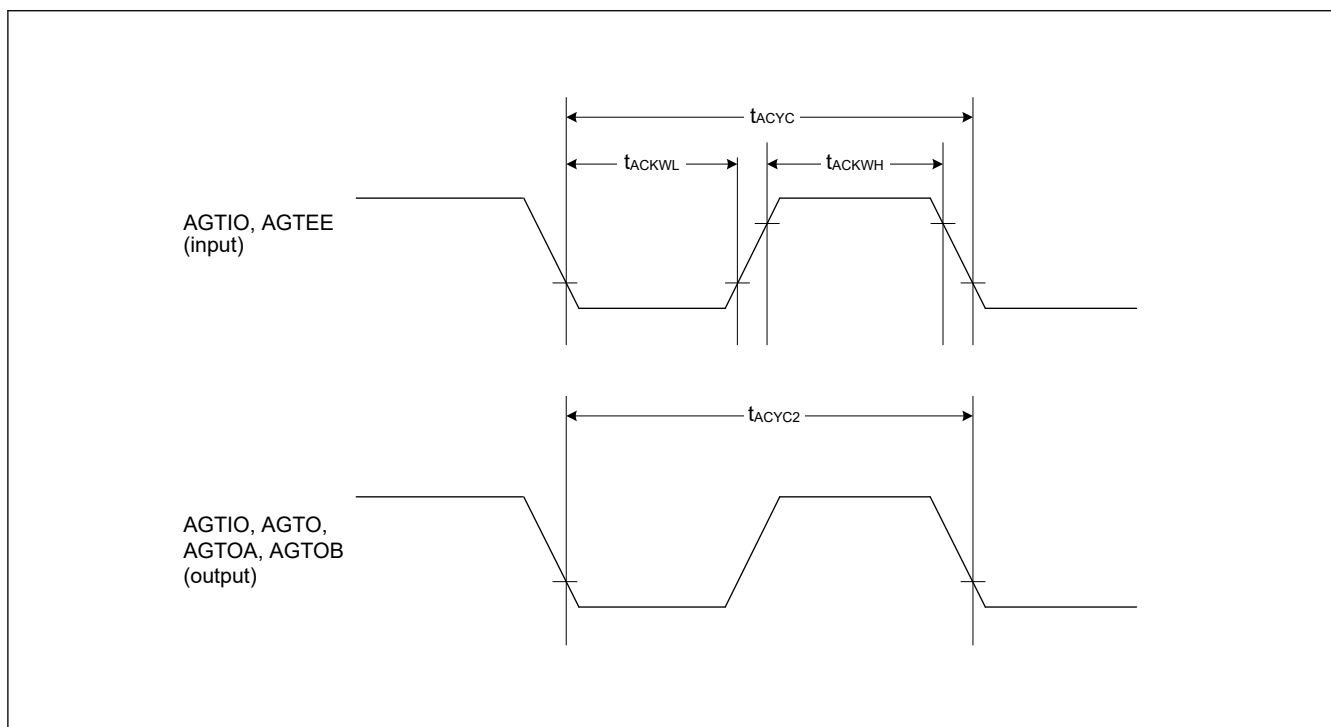 tACYC
tACKWL
tACKWH
AGTIO, AGTEE
(input)
tACYC2
AGTIO, AGTO,
AGTOA, AGTOB
(output)